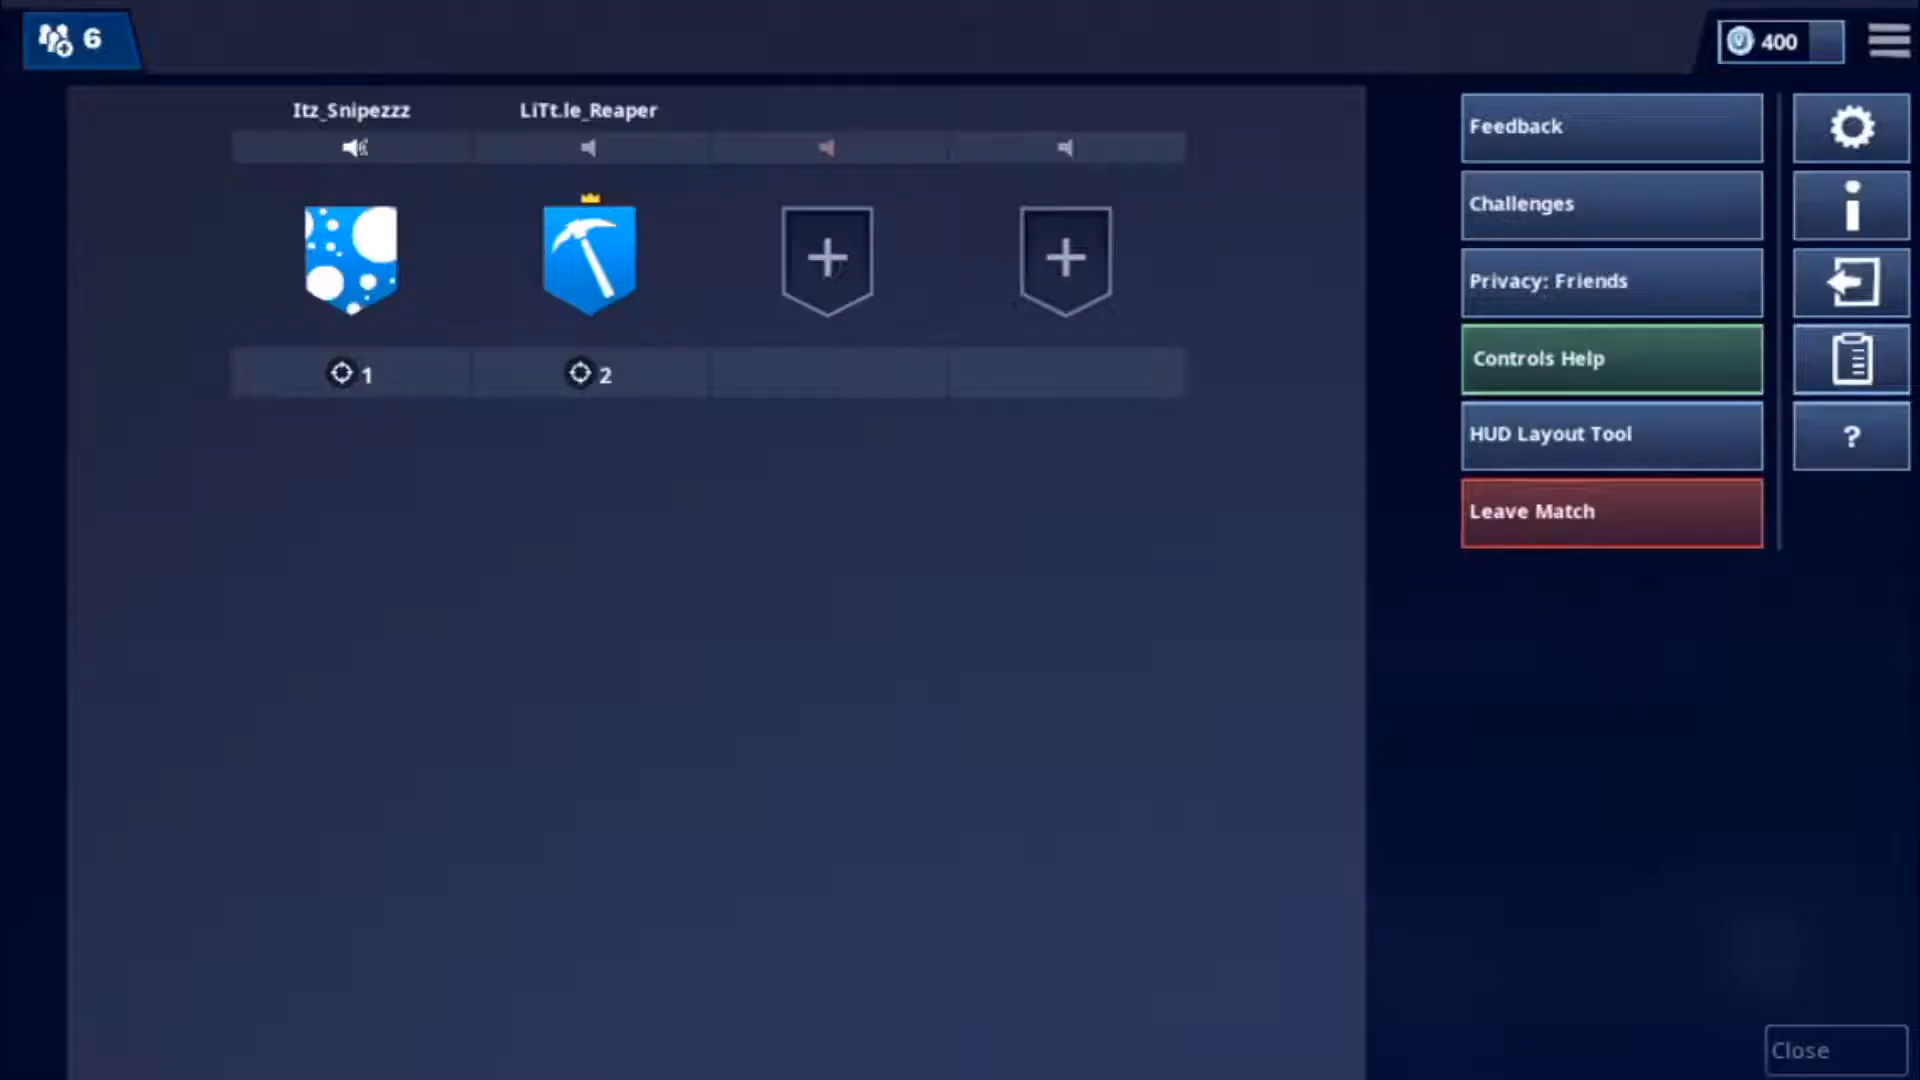 6
400
Itz_Snipezzz
LiTt.le_Reaper
1
2
Feedback
Challenges
Privacy: Friends
Controls Help
HUD Layout Tool
?
Leave Match
Close